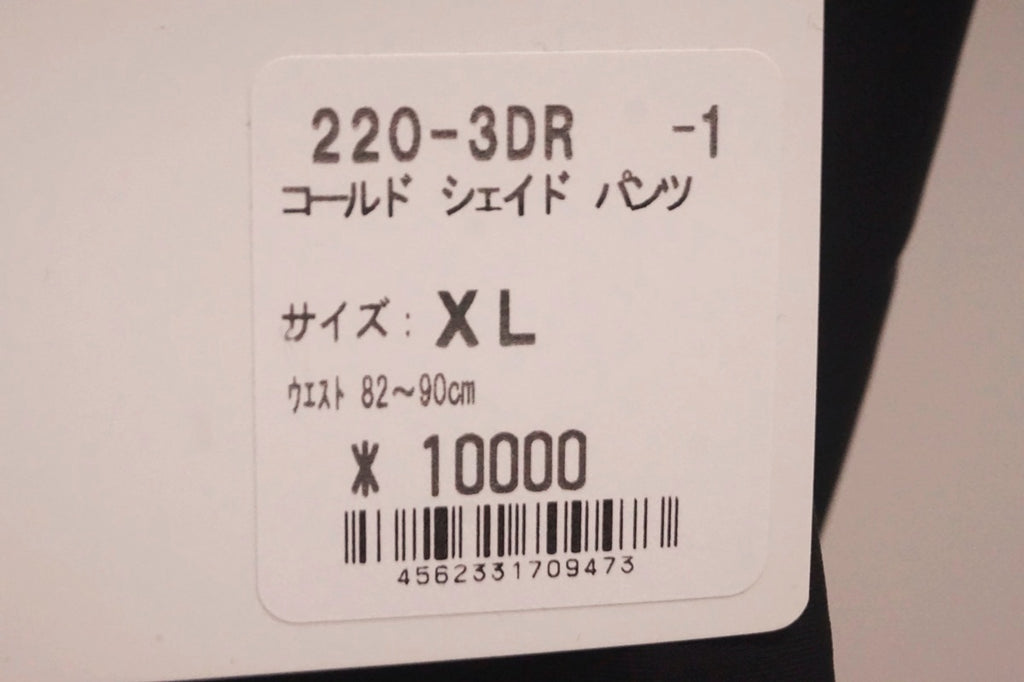 220-3DR -1
コールド シェイド パンツ
サイズ: XL
ウエスト 82～90cm
¥ 10000
4562331709473